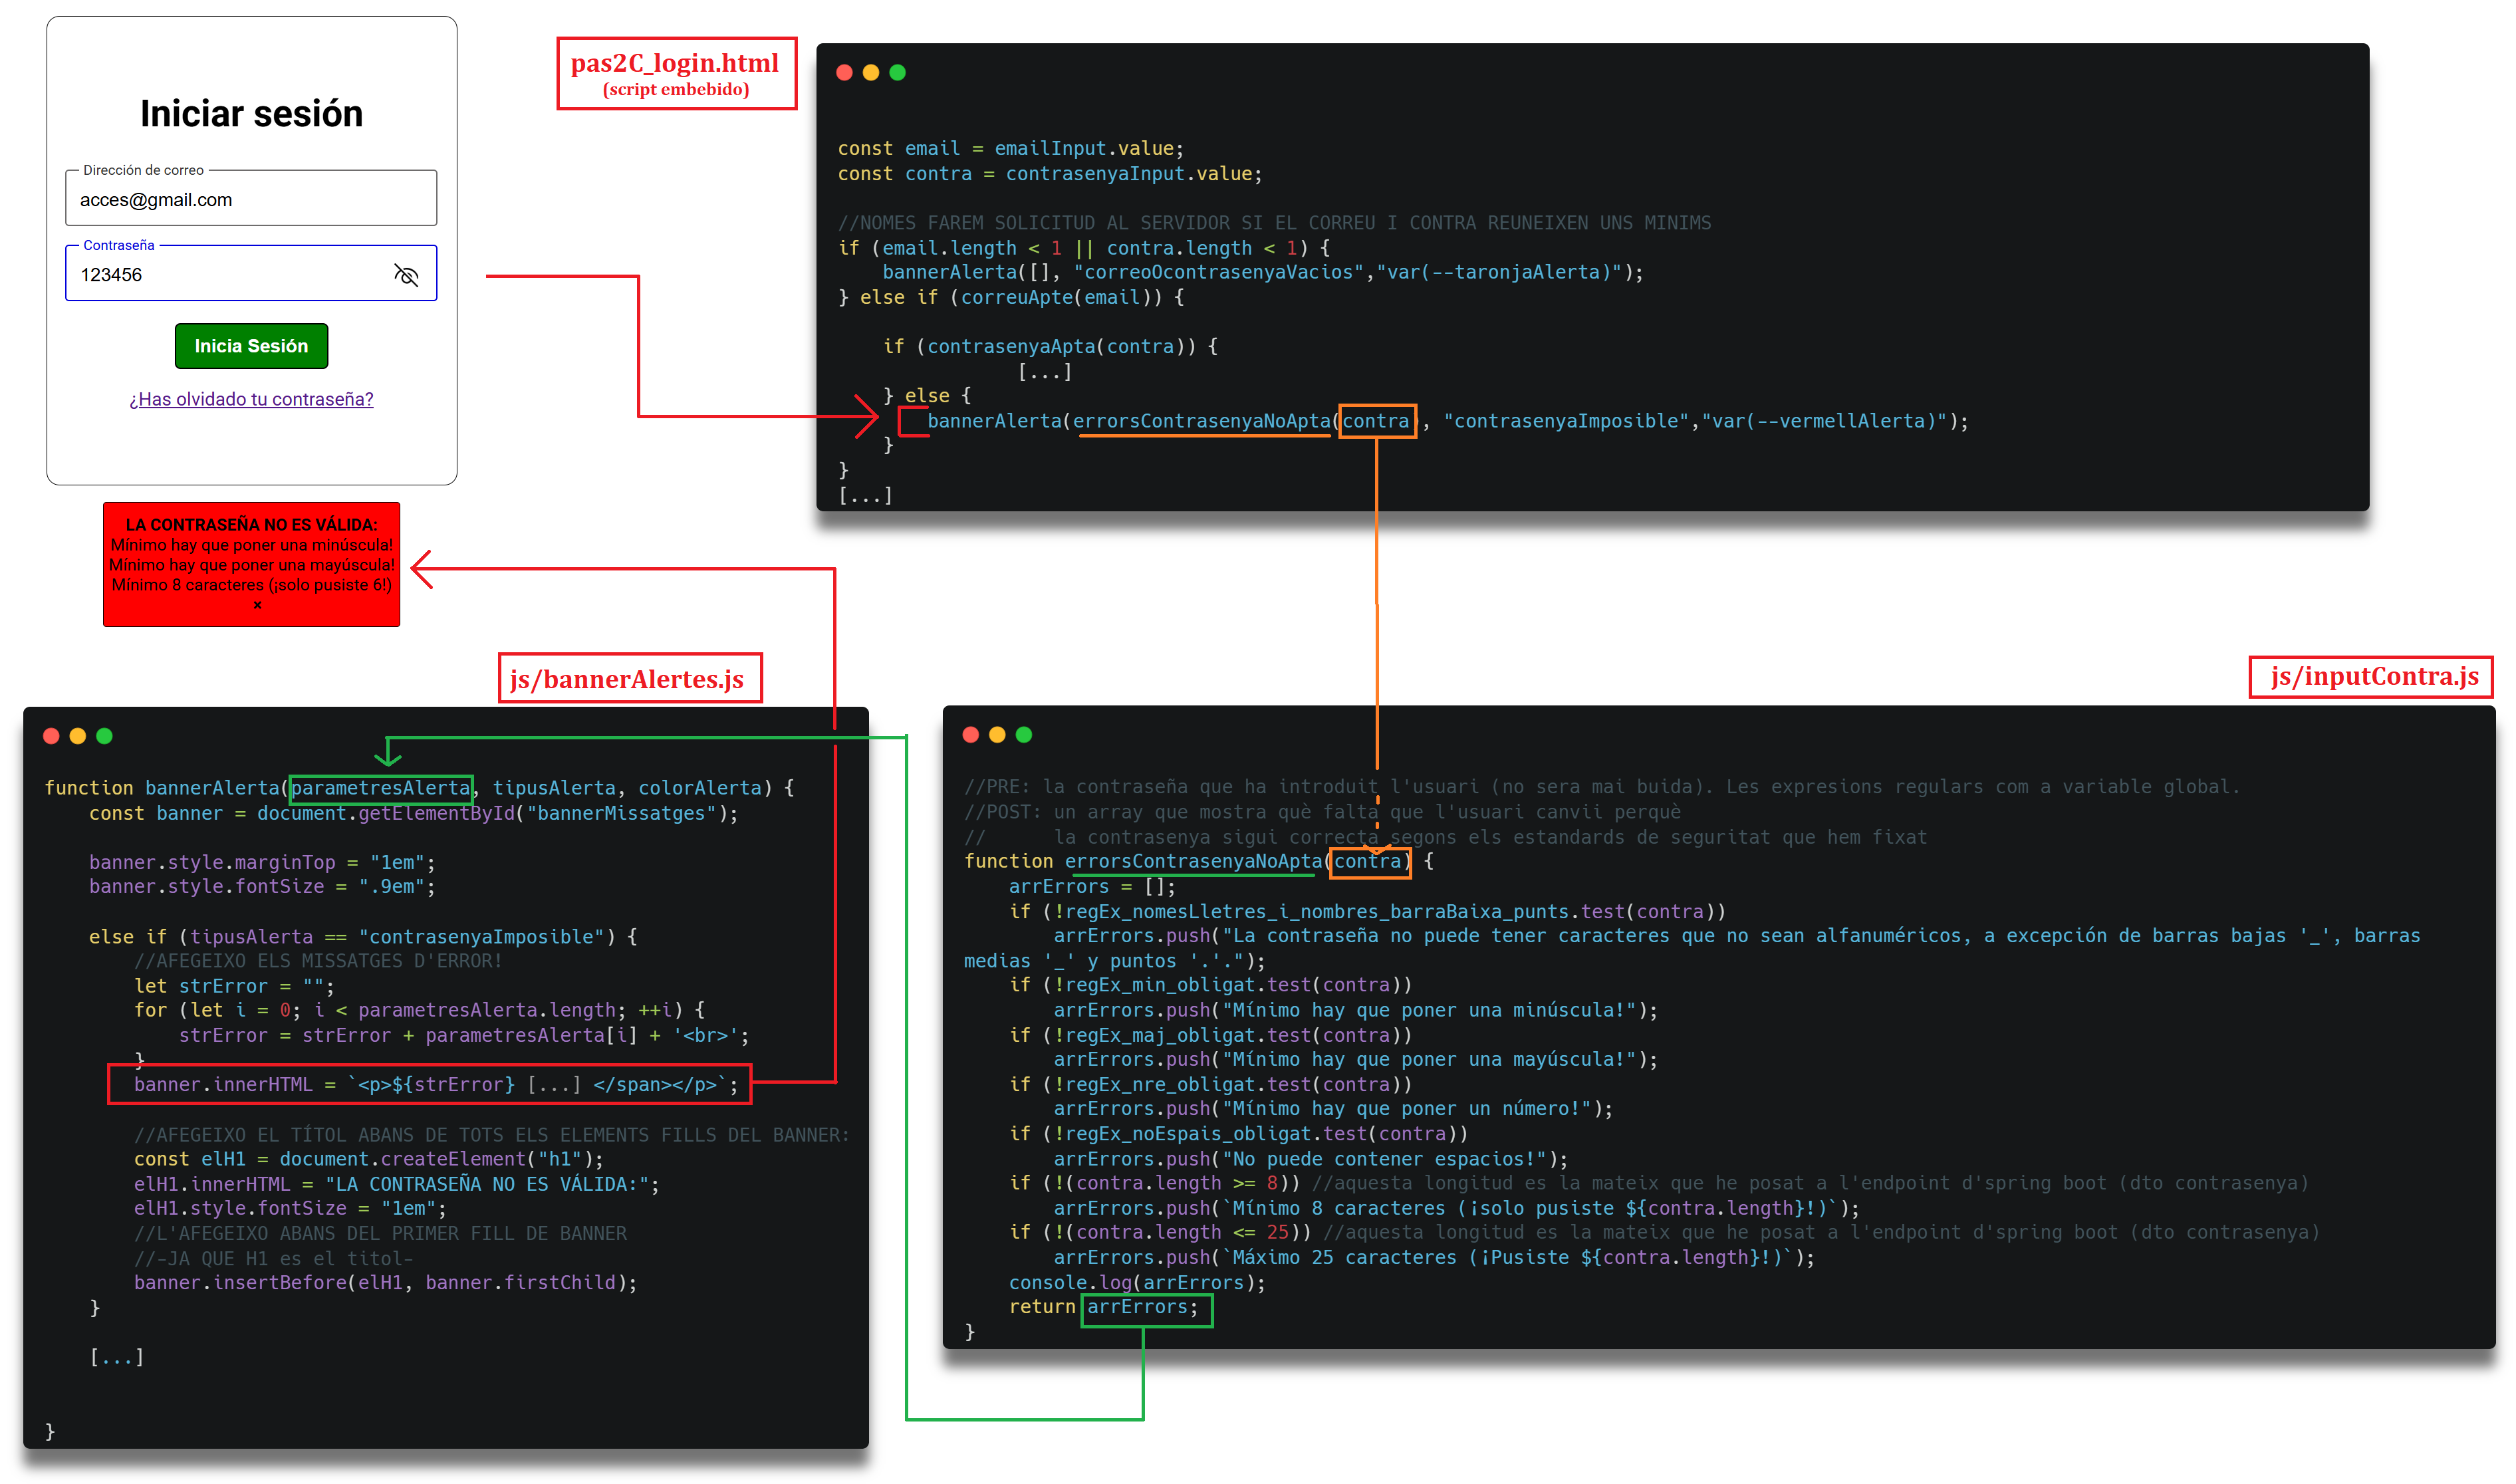 Iniciar sesión
Dirección de correo
acces@gmail.com
Contraseña
123456
Inicia Sesión
¿Has olvidado tu contraseña?
LA CONTRASEÑA NO ES VÁLIDA:
Mínimo hay que poner una minúscula!
Mínimo hay que poner una mayúscula!
Mínimo 8 caracteres (¡solo pusiste 6!)
×
pas2C_login.html
(script embebido)
const email = emailInput.value;
const contra = contrasenyaInput.value;
//NOMES FAREM SOLICITUD AL SERVIDOR SI EL CORREU I CONTRA REUNEIXEN UNS MINIMS
if (email.length < 1 || contra.length < 1) {
    bannerAlerta([], "correoOcontrasenyaVacios","var(--taronjaAlerta)");
} else if (correuApte(email)) {
    if (contrasenyaApta(contra)) {
                [...]
    } else {
        bannerAlerta(errorsContrasenyaNoApta(contra), "contrasenyaImposible","var(--vermellAlerta)");
    }
}
[...]
js/bannerAlertes.js
function bannerAlerta(parametresAlerta, tipusAlerta, colorAlerta) {
    const banner = document.getElementById("bannerMissatges");
    banner.style.marginTop = "1em";
    banner.style.fontSize = ".9em";
    else if (tipusAlerta == "contrasenyaImposible") {
        //AFEGEIXO ELS MISSATGES D'ERROR!
        let strError = "";
        for (let i = 0; i < parametresAlerta.length; ++i) {
            strError = strError + parametresAlerta[i] + '<br>';
        }
        banner.innerHTML = `<p>${strError} [...] </span></p>`;
        //AFEGEIXO EL TÍTOL ABANS DE TOTS ELS ELEMENTS FILLS DEL BANNER:
        const elH1 = document.createElement("h1");
        elH1.innerHTML = "LA CONTRASEÑA NO ES VÁLIDA:";
        elH1.style.fontSize = "1em";
        //L'AFEGEIXO ABANS DEL PRIMER FILL DE BANNER
        //-JA QUE H1 es el titol-
        banner.insertBefore(elH1, banner.firstChild);
    }
    [...]
}
js/inputContra.js
//PRE: la contraseña que ha introduit l'usuari (no sera mai buida). Les expresions regulars com a variable global.
//POST: un array que mostra què falta que l'usuari canvii perquè
//      la contrasenya sigui correcta segons els estandards de seguritat que hem fixat
function errorsContrasenyaNoApta(contra) {
    arrErrors = [];
    if (!regEx_nomesLletres_i_nombres_barraBaixa_punts.test(contra))
        arrErrors.push("La contraseña no puede tener caracteres que no sean alfanuméricos, a excepción de barras bajas '_', barras
medias '_' y puntos '.'.");
    if (!regEx_min_obligat.test(contra))
        arrErrors.push("Mínimo hay que poner una minúscula!");
    if (!regEx_maj_obligat.test(contra))
        arrErrors.push("Mínimo hay que poner una mayúscula!");
    if (!regEx_nre_obligat.test(contra))
        arrErrors.push("Mínimo hay que poner un número!");
    if (!regEx_noEspais_obligat.test(contra))
        arrErrors.push("No puede contener espacios!");
    if (!(contra.length >= 8)) //aquesta longitud es la mateix que he posat a l'endpoint d'spring boot (dto contrasenya)
        arrErrors.push(`Mínimo 8 caracteres (¡solo pusiste ${contra.length}!)`);
    if (!(contra.length <= 25)) //aquesta longitud es la mateix que he posat a l'endpoint d'spring boot (dto contrasenya)
        arrErrors.push(`Máximo 25 caracteres (¡Pusiste ${contra.length}!)`);
    console.log(arrErrors);
    return arrErrors;
}